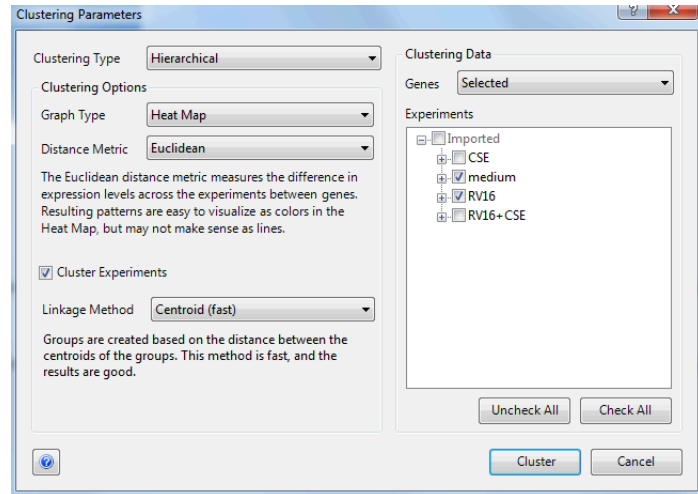 Clustering Parameters
Clustering Type Hierarchical
Clustering Options
Graph Type Heat Map
Distance Metric Euclidean
The Euclidean distance metric measures the difference in
expression levels across the experiments between genes.
Resulting patterns are easy to visualize as colors in the
Heat Map, but may not make sense as lines.
Cluster Experiments
Linkage Method Centroid (fast)
Groups are created based on the distance between the
centroids of the groups. This method is fast, and the
results are good.
Clustering Data
Genes Selected
Experiments
Imported
CSE
medium
RV16
RV16+CSE
Uncheck All Check All
Cluster Cancel